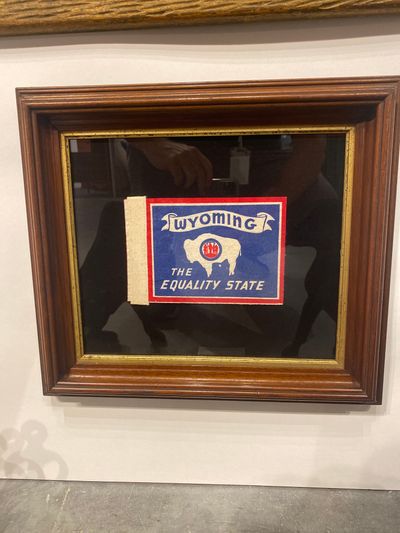 WYOMING
THE
EQUALITY STATE